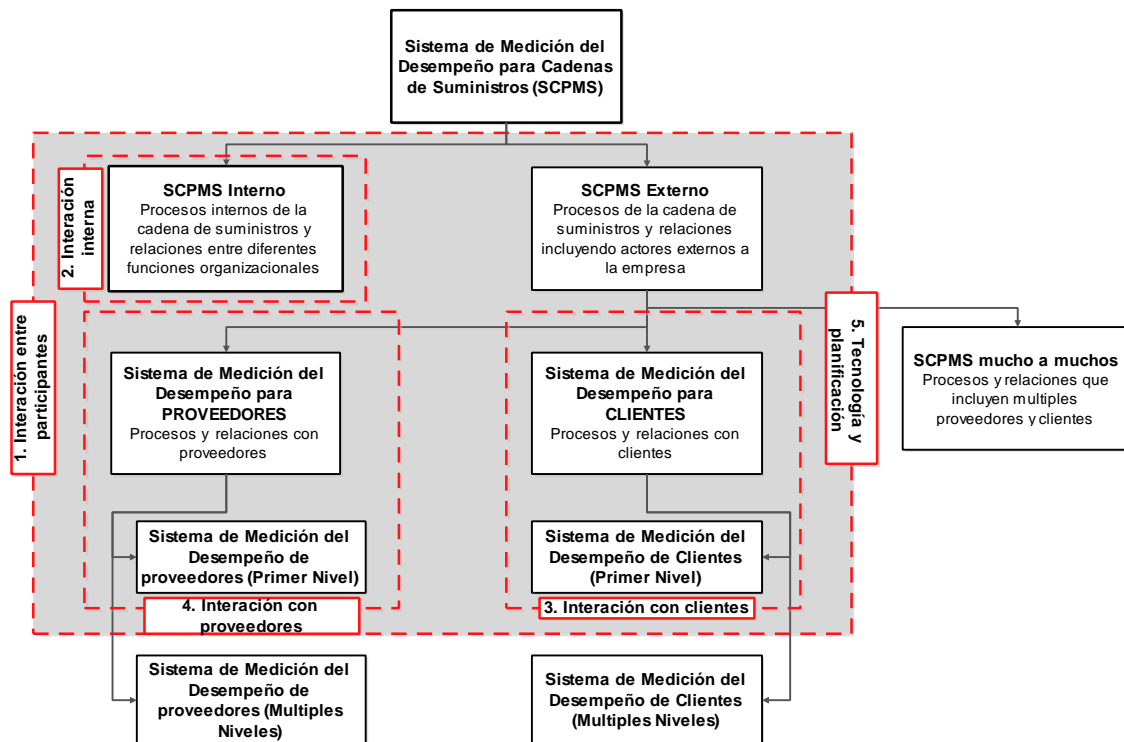 Sistema de Medición del
Desempeño para Cadenas
de Suministros (SCPMS)
2. Interación
interna
SCPMS Interno
Procesos internos de la
cadena de suministros y
relaciones entre diferentes
funciones organizacionales
SCPMS Externo
Procesos de la cadena de
suministros y relaciones
incluyendo actores externos a
la empresa
1. Interación entre
participantes
5. Tecnología y
planificación
SCPMS mucho a muchos
Procesos y relaciones que
incluyen multiples
proveedores y clientes
Sistema de Medición del
Desempeño para
PROVEEDORES
Procesos y relaciones con
proveedores
Sistema de Medición del
Desempeño para
CLIENTES
Procesos y relaciones con
clientes
Sistema de Medición del
Desempeño de
proveedores (Primer Nivel)
Sistema de Medición del
Desempeño de Clientes
(Primer Nivel)
4. Interación con
proveedores
3. Interación con clientes
Sistema de Medición del
Desempeño de
proveedores (Multiples
Niveles)
Sistema de Medición del
Desempeño de Clientes
(Multiples Niveles)